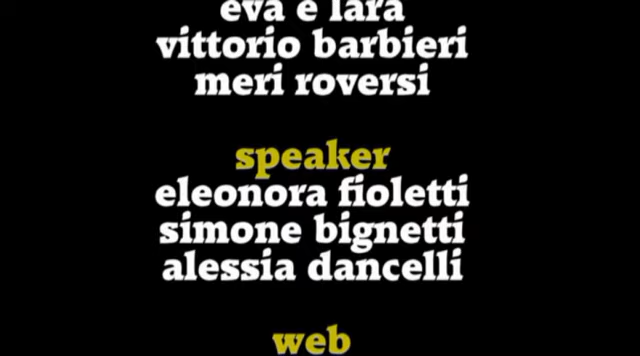 eva e lara
vittorio barbieri
meri roversi
speaker
eleonora fioletti
simone bignetti
alessia dancelli
web